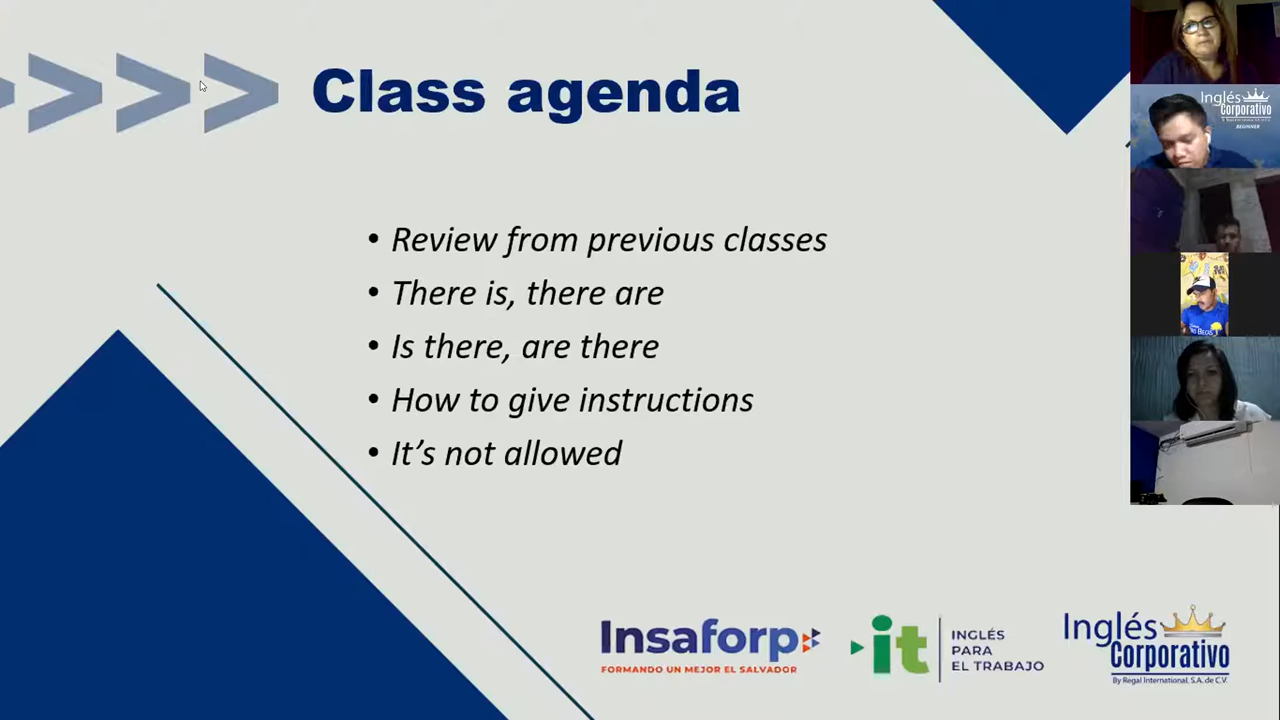 Class agenda
• Review from previous classes
• There is, there are
• Is there, are there
• How to give instructions
• It's not allowed
Insaforp
FORMANDO UN MEJOR EL SALVADOR
it
INGLÉS
PARA
EL TRABAJO
Inglés
Corporativo
By Regal International, S.A. de C.V.
Inglés
Corporativo
BEGINNER